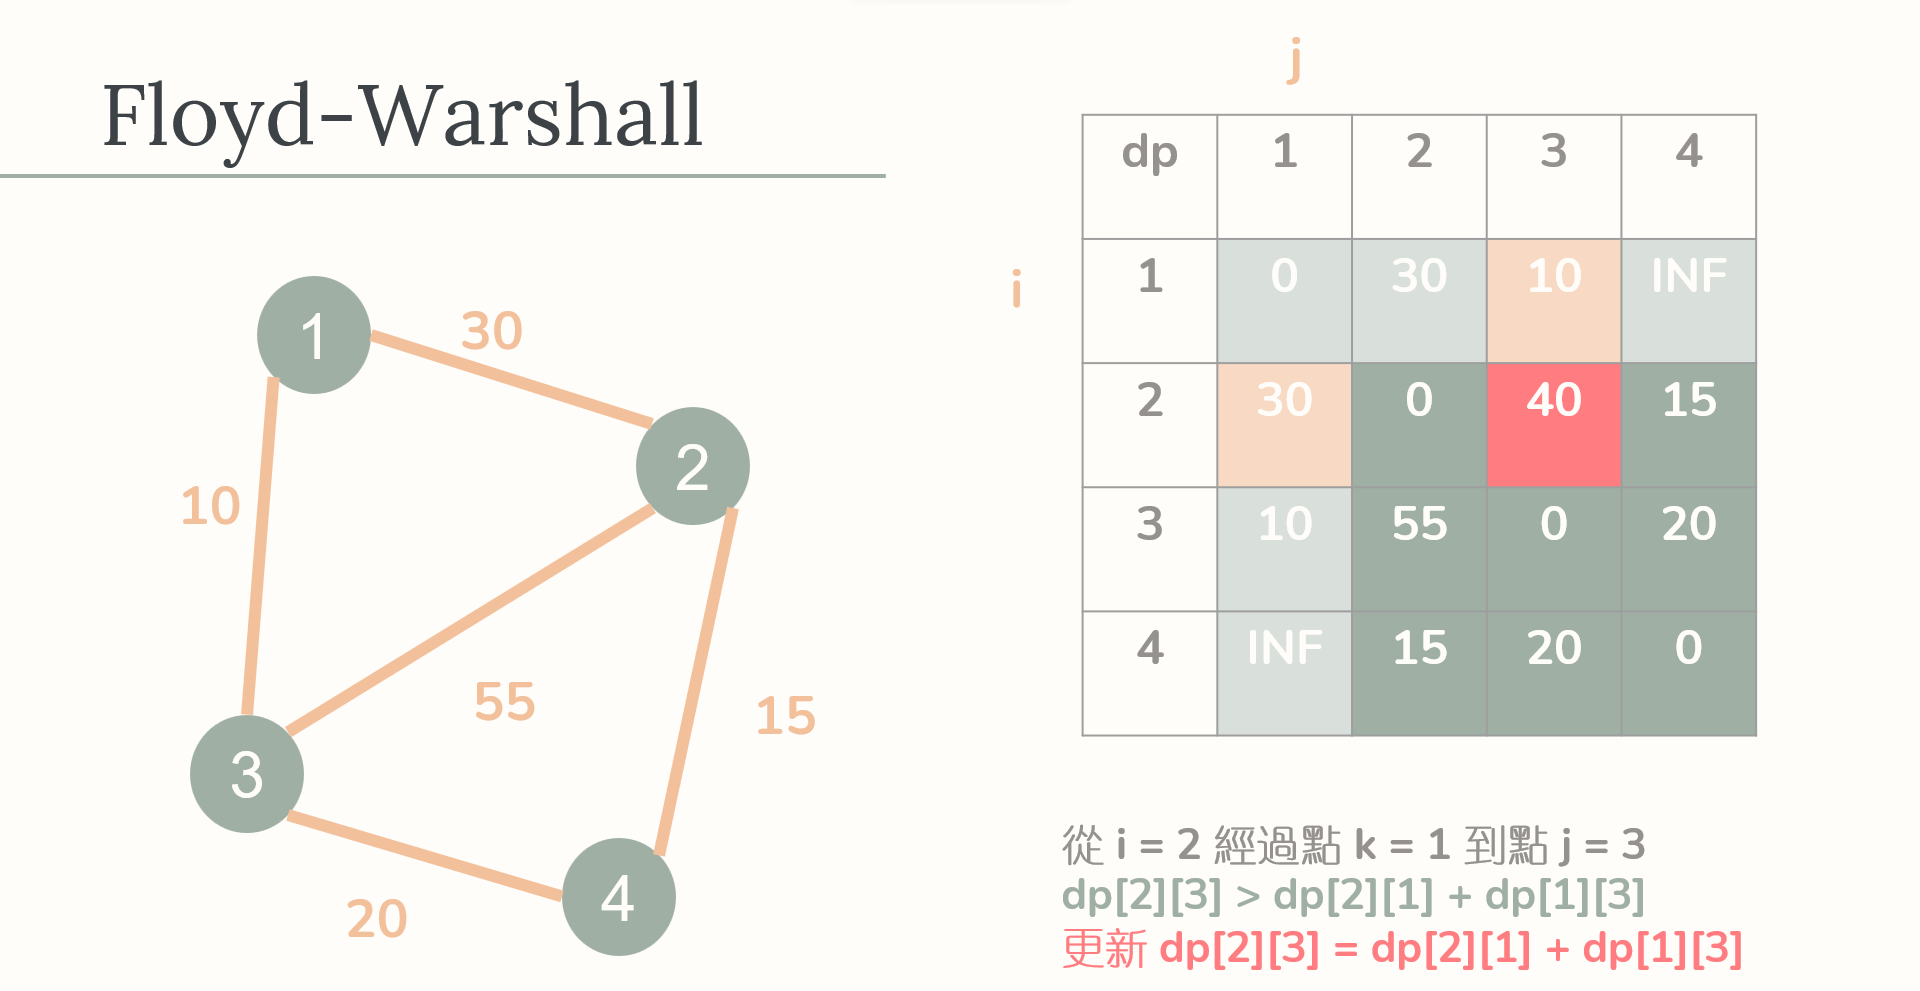 Floyd-Warshall
1
30
2
10
55
15
3
20
4
j
i
dp 1 2 3 4
1 0 30 10 INF
2 30 0 40 15
3 10 55 0 20
4 INF 15 20 0
從 i = 2 經過點 k = 1 到點 j = 3
dp[2][3] > dp[2][1] + dp[1][3]
更新 dp[2][3] = dp[2][1] + dp[1][3]